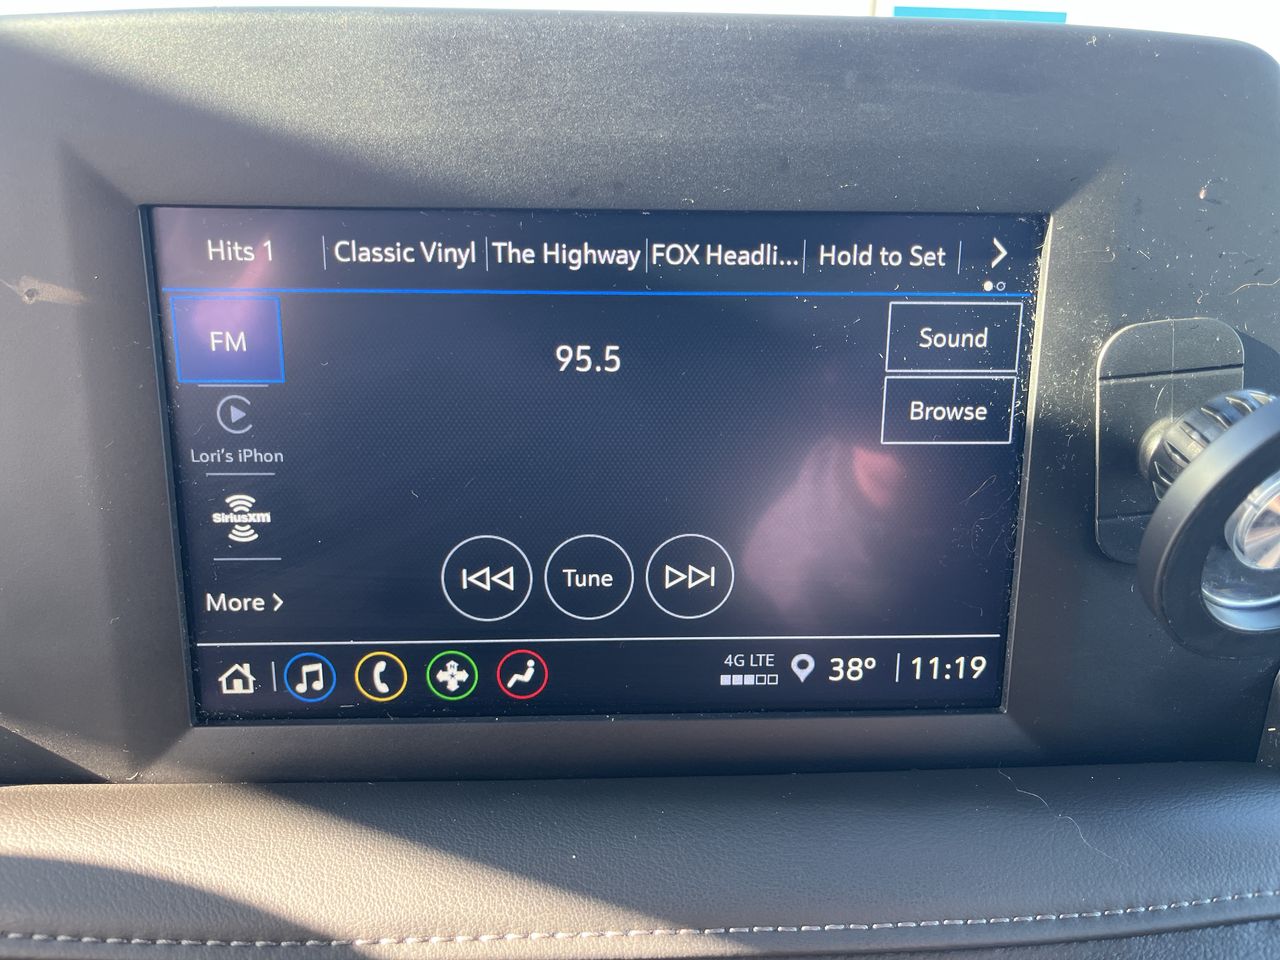 Hits 1
Classic Vinyl
The Highway
FOX Headli...
Hold to Set
FM
95.5
Sound
Browse
Lori's iPhon
SiriusXM
Tune
More
N
4G LTE
38°
11:19